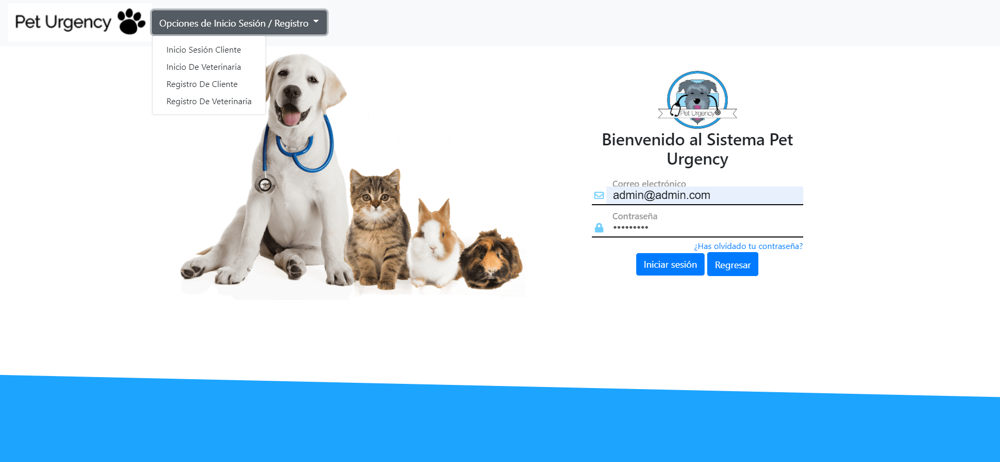 Pet Urgency
Opciones de Inicio Sesión / Registro
Inicio Sesión Cliente
Inicio De Veterinaria
Registro De Cliente
Registro De Veterinaria
Pet Urgency
Bienvenido al Sistema Pet
Urgency
Correo electrónico
admin@admin.com
Contraseña
•••••••••
¿Has olvidado tu contraseña?
Iniciar sesión
Regresar